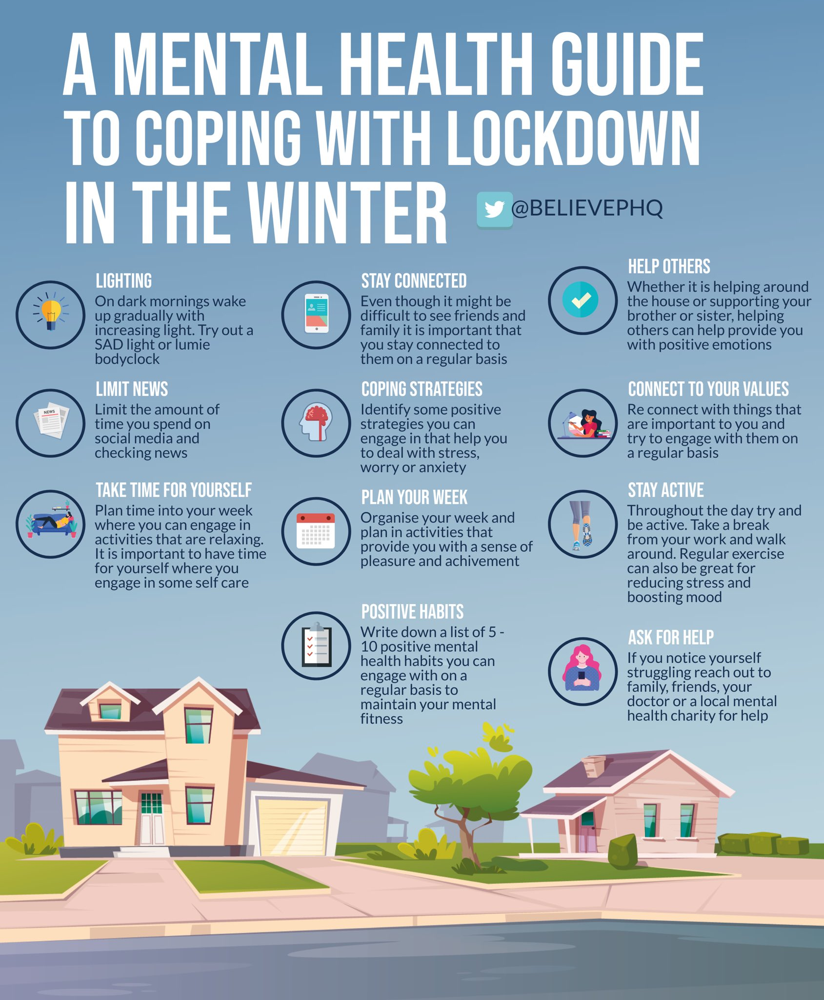 A MENTAL HEALTH GUIDE
TO COPING WITH LOCKDOWN
IN THE WINTER
@BELIEVEPHQ
LIGHTING
On dark mornings wake
up gradually with
increasing light. Try out a
SAD light or lumie
bodyclock
STAY CONNECTED
Even though it might be
difficult to see friends and
family it is important that
you stay connected to
them on a regular basis
HELP OTHERS
Whether it is helping around
the house or supporting your
brother or sister, helping
others can help provide you
with positive emotions
NEWS
LIMIT NEWS
Limit the amount of
time you spend on
social media and
checking news
COPING STRATEGIES
Identify some positive
strategies you can
engage in that help you
to deal with stress,
worry or anxiety
CONNECT TO YOUR VALUES
Re connect with things that
are important to you and
try to engage with them on
a regular basis
TAKE TIME FOR YOURSELF
Plan time into your week
where you can engage in
activities that are relaxing.
It is important to have time
for yourself where you
engage in some self care
PLAN YOUR WEEK
Organise your week and
plan in activities that
provide you with a sense of
pleasure and achivement
STAY ACTIVE
Throughout the day try and
be active. Take a break
from your work and walk
around. Regular exercise
can also be great for
reducing stress and
boosting mood
POSITIVE HABITS
Write down a list of 5 -
10 positive mental
health habits you can
engage with on a
regular basis to
maintain your mental
fitness
ASK FOR HELP
If you notice yourself
struggling reach out to
family, friends, your
doctor or a local mental
health charity for help